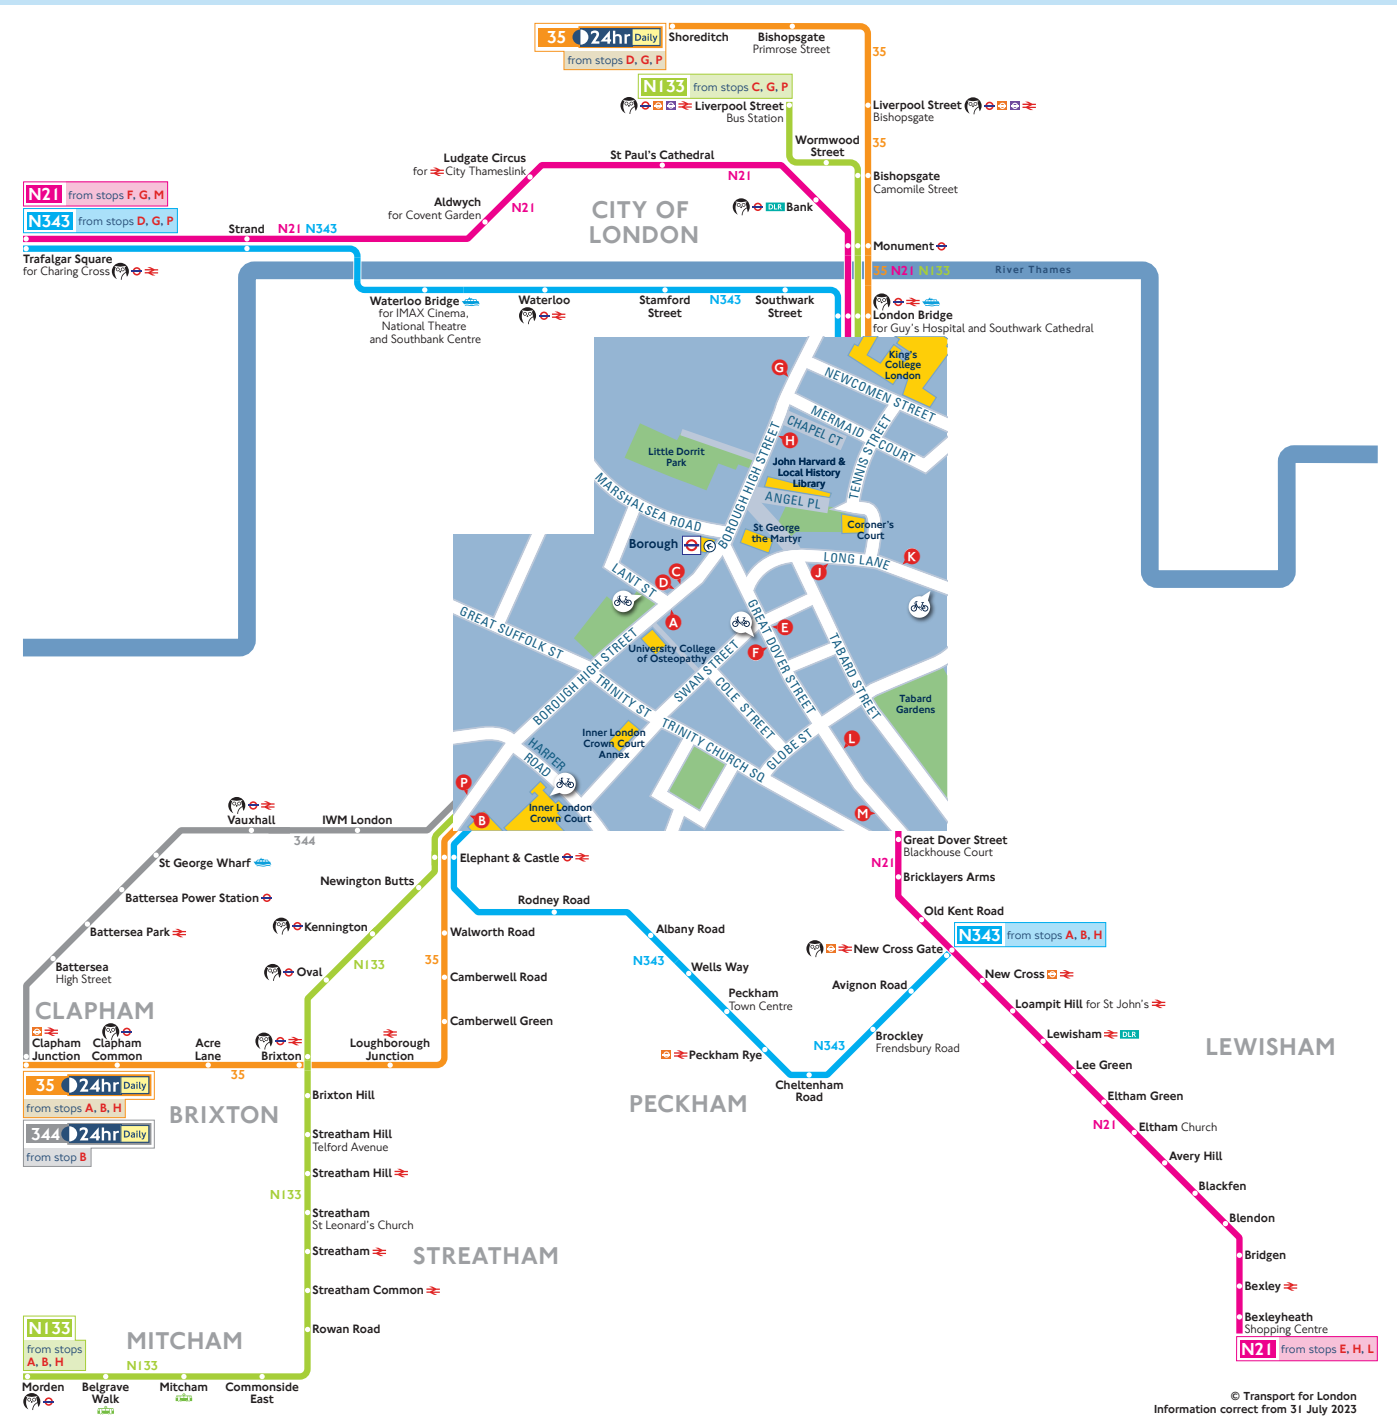 35 24hr Daily
from stops D, G, P
Shoreditch
Bishopsgate
Primrose Street
35
N133 from stops C, G, P
Liverpool Street
Bus Station
Liverpool Street
Bishopsgate
35
Wormwood
Street
Ludgate Circus
for City Thameslink
St Paul's Cathedral
N21
Bishopsgate
Camomile Street
N21 from stops F, G, M
N343 from stops D, G, P
Aldwych
for Covent Garden
N21
CITY OF
LONDON
DLR Bank
Strand
N21 N343
Monument
Trafalgar Square
for Charing Cross
35 N21 N133
River Thames
Waterloo Bridge
for IMAX Cinema,
National Theatre
and Southbank Centre
Waterloo
Stamford
Street
N343
Southwark
Street
London Bridge
for Guy's Hospital and Southwark Cathedral
King's
College
London
G
NEWCOMEN STREET
MERMAID COURT
CHAPEL CT
TENNIS STREET
H
BOROUGH HIGH STREET
Little Dorrit
Park
John Harvard &
Local History
Library
ANGEL PL
MARSHALSEA ROAD
St George
the Martyr
Coroner's
Court
Borough
LONG LANE
K
J
LANT ST
D
C
A
GREAT SUFFOLK ST
GREAT DOVER STREET
E
F
University College
of Osteopathy
BOROUGH HIGH STREET
SWAN STREET
TABARD STREET
TRINITY ST
COLE STREET
Tabard
Gardens
Inner London
Crown Court
Annex
TRINITY CHURCH SQ
GLOBE ST
L
HARPER
ROAD
P
B
Inner London
Crown Court
M
Vauxhall
IWM London
344
St George Wharf
Battersea Power Station
Battersea Park
Battersea
High Street
CLAPHAM
Clapham
Junction
Clapham
Common
Acre
Lane
Brixton
Loughborough
Junction
35
35 24hr Daily
from stops A, B, H
344 24hr Daily
from stop B
BRIXTON
Elephant & Castle
Newington Butts
Kennington
Oval
N133
Walworth Road
35
Camberwell Road
Camberwell Green
Rodney Road
Albany Road
N343
Wells Way
Peckham
Town Centre
Peckham Rye
Cheltenham
Road
N343
Brockley
Frendsbury Road
Avignon Road
New Cross Gate
PECKHAM
Great Dover Street
Blackhouse Court
N21
Bricklayers Arms
Old Kent Road
N343 from stops A, B, H
New Cross
Loampit Hill for St John's
Lewisham DLR
LEWISHAM
Lee Green
Eltham Green
N21
Eltham Church
Avery Hill
Blackfen
Blendon
Bridgen
Bexley
Bexleyheath
Shopping Centre
N21 from stops E, H, L
Brixton Hill
Streatham Hill
Telford Avenue
Streatham Hill
N133
Streatham
St Leonard's Church
Streatham
STREATHAM
Streatham Common
Rowan Road
N133
from stops
A, B, H
MITCHAM
N133
Morden
Belgrave
Walk
Mitcham
Commonside
East
© Transport for London
Information correct from 31 July 2023